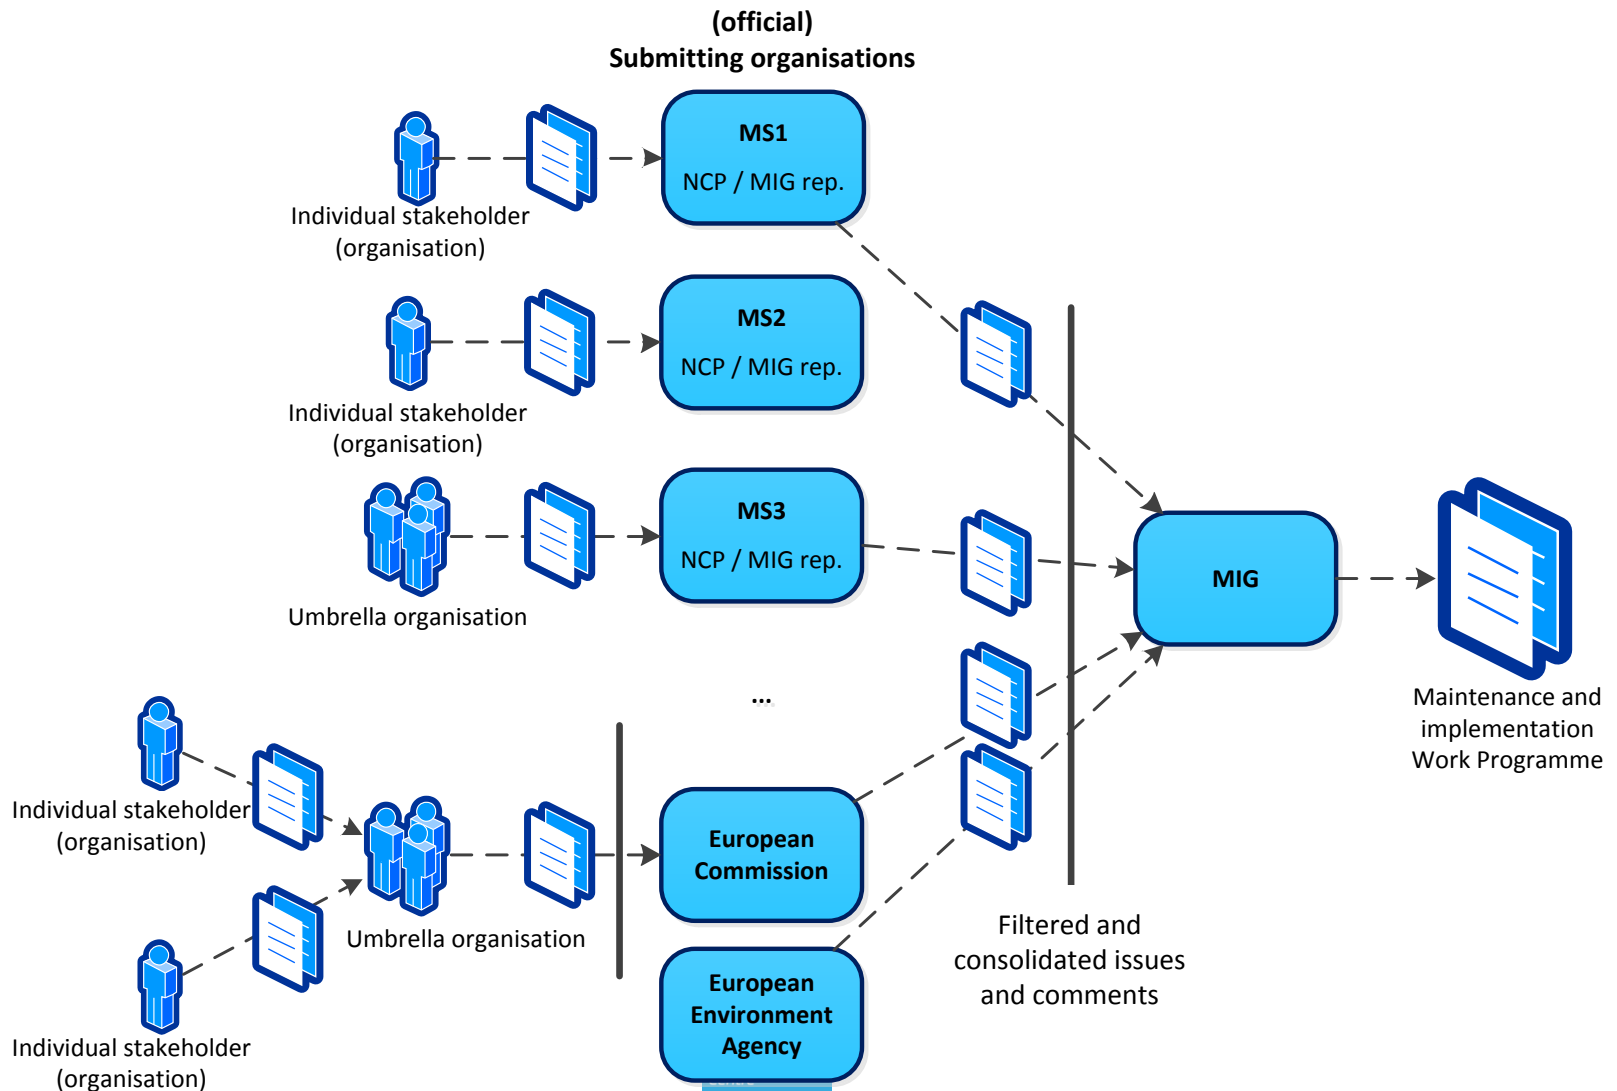 (official)
Submitting organisations
MS1
NCP / MIG rep.
Individual stakeholder
(organisation)
MS2
NCP / MIG rep.
Individual stakeholder
(organisation)
MS3
NCP / MIG rep.
Umbrella organisation
MIG
Maintenance and
implementation
Work Programme
...
Individual stakeholder
(organisation)
European
Commission
Umbrella organisation
Filtered and
consolidated issues
and comments
European
Environment
Agency
Individual stakeholder
(organisation)